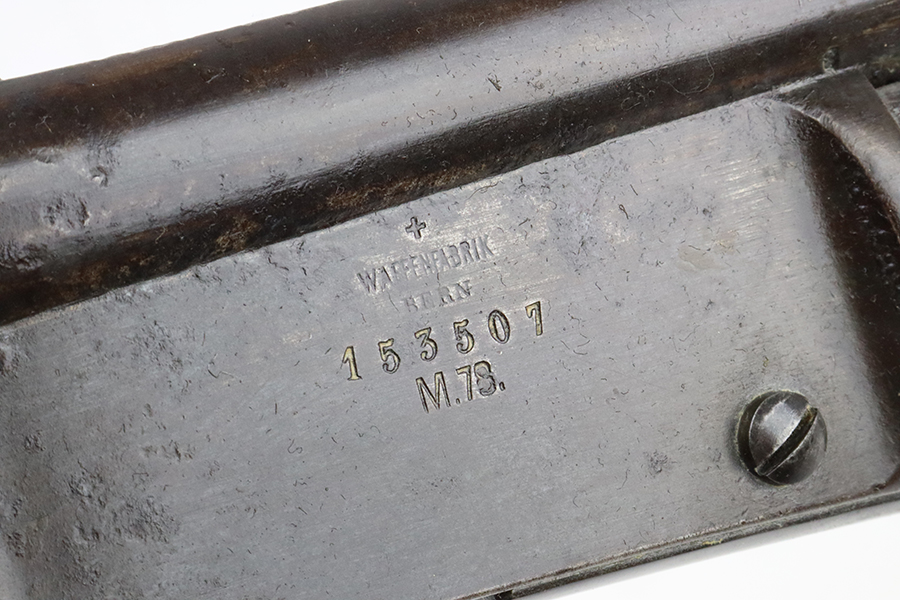 WAFFENFABRIK
BERN
153507
M.78.